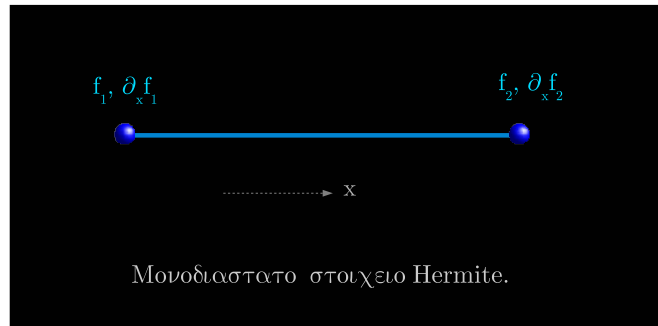 f₁, ∂ₓf₁
f₂, ∂ₓf₂
x
Μονοδιαστατο στοιχειο Hermite.